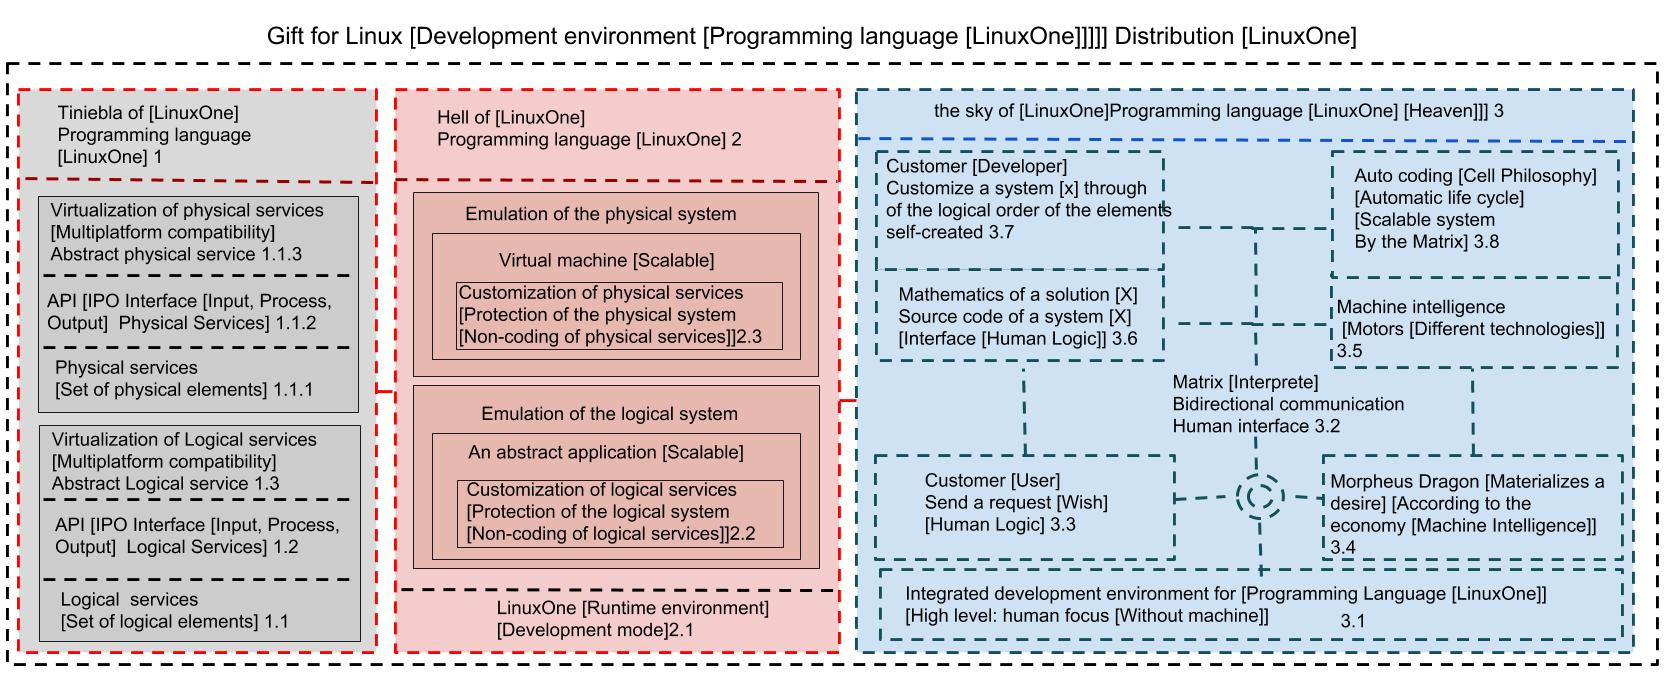 Gift for Linux [Development environment [Programming language [LinuxOne]]]]] Distribution [LinuxOne]
Tiniebla of [LinuxOne]
Programming language
[LinuxOne] 1
Virtualization of physical services
[Multiplatform compatibility]
Abstract physical service 1.1.3
API [IPO Interface [Input, Process,
Output]  Physical Services] 1.1.2
Physical services
[Set of physical elements] 1.1.1
Virtualization of Logical services
[Multiplatform compatibility]
Abstract Logical service 1.3
API [IPO Interface [Input, Process,
Output]  Logical Services] 1.2
Logical  services
[Set of logical elements] 1.1
Hell of [LinuxOne]
Programming language [LinuxOne] 2
Emulation of the physical system
Virtual machine [Scalable]
Customization of physical services
[Protection of the physical system
[Non-coding of physical services]]2.3
Emulation of the logical system
An abstract application [Scalable]
Customization of logical services
[Protection of the logical system
[Non-coding of logical services]]2.2
LinuxOne [Runtime environment]
[Development mode]2.1
the sky of [LinuxOne]Programming language [LinuxOne] [Heaven]]] 3
Customer [Developer]
Customize a system [x] through
of the logical order of the elements
self-created 3.7
Mathematics of a solution [X]
Source code of a system [X]
[Interface [Human Logic]] 3.6
Auto coding [Cell Philosophy]
[Automatic life cycle]
[Scalable system
By the Matrix] 3.8
Machine intelligence
[Motors [Different technologies]]
3.5
Matrix [Interprete]
Bidirectional communication
Human interface 3.2
Customer [User]
Send a request [Wish]
[Human Logic] 3.3
Morpheus Dragon [Materializes a
desire] [According to the
economy [Machine Intelligence]]
3.4
Integrated development environment for [Programming Language [LinuxOne]]
[High level: human focus [Without machine]]
3.1